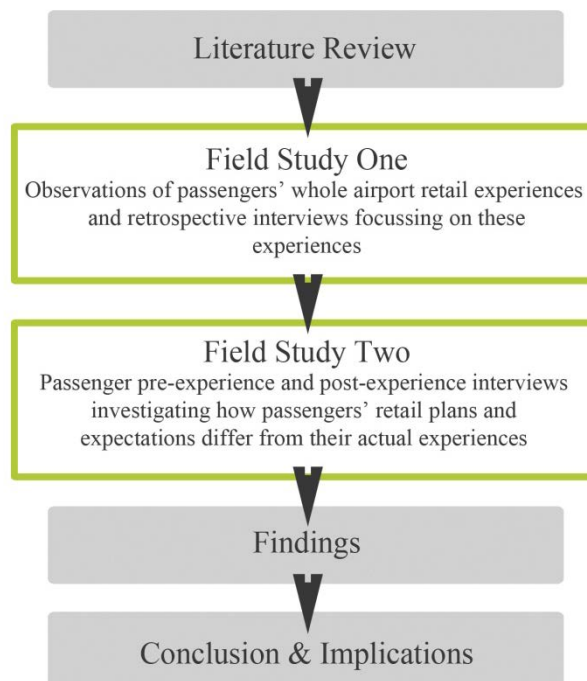 Literature Review
Field Study One
Observations of passengers’ whole airport retail experiences
and retrospective interviews focussing on these
experiences
Field Study Two
Passenger pre-experience and post-experience interviews
investigating how passengers’ retail plans and
expectations differ from their actual experiences
Findings
Conclusion & Implications